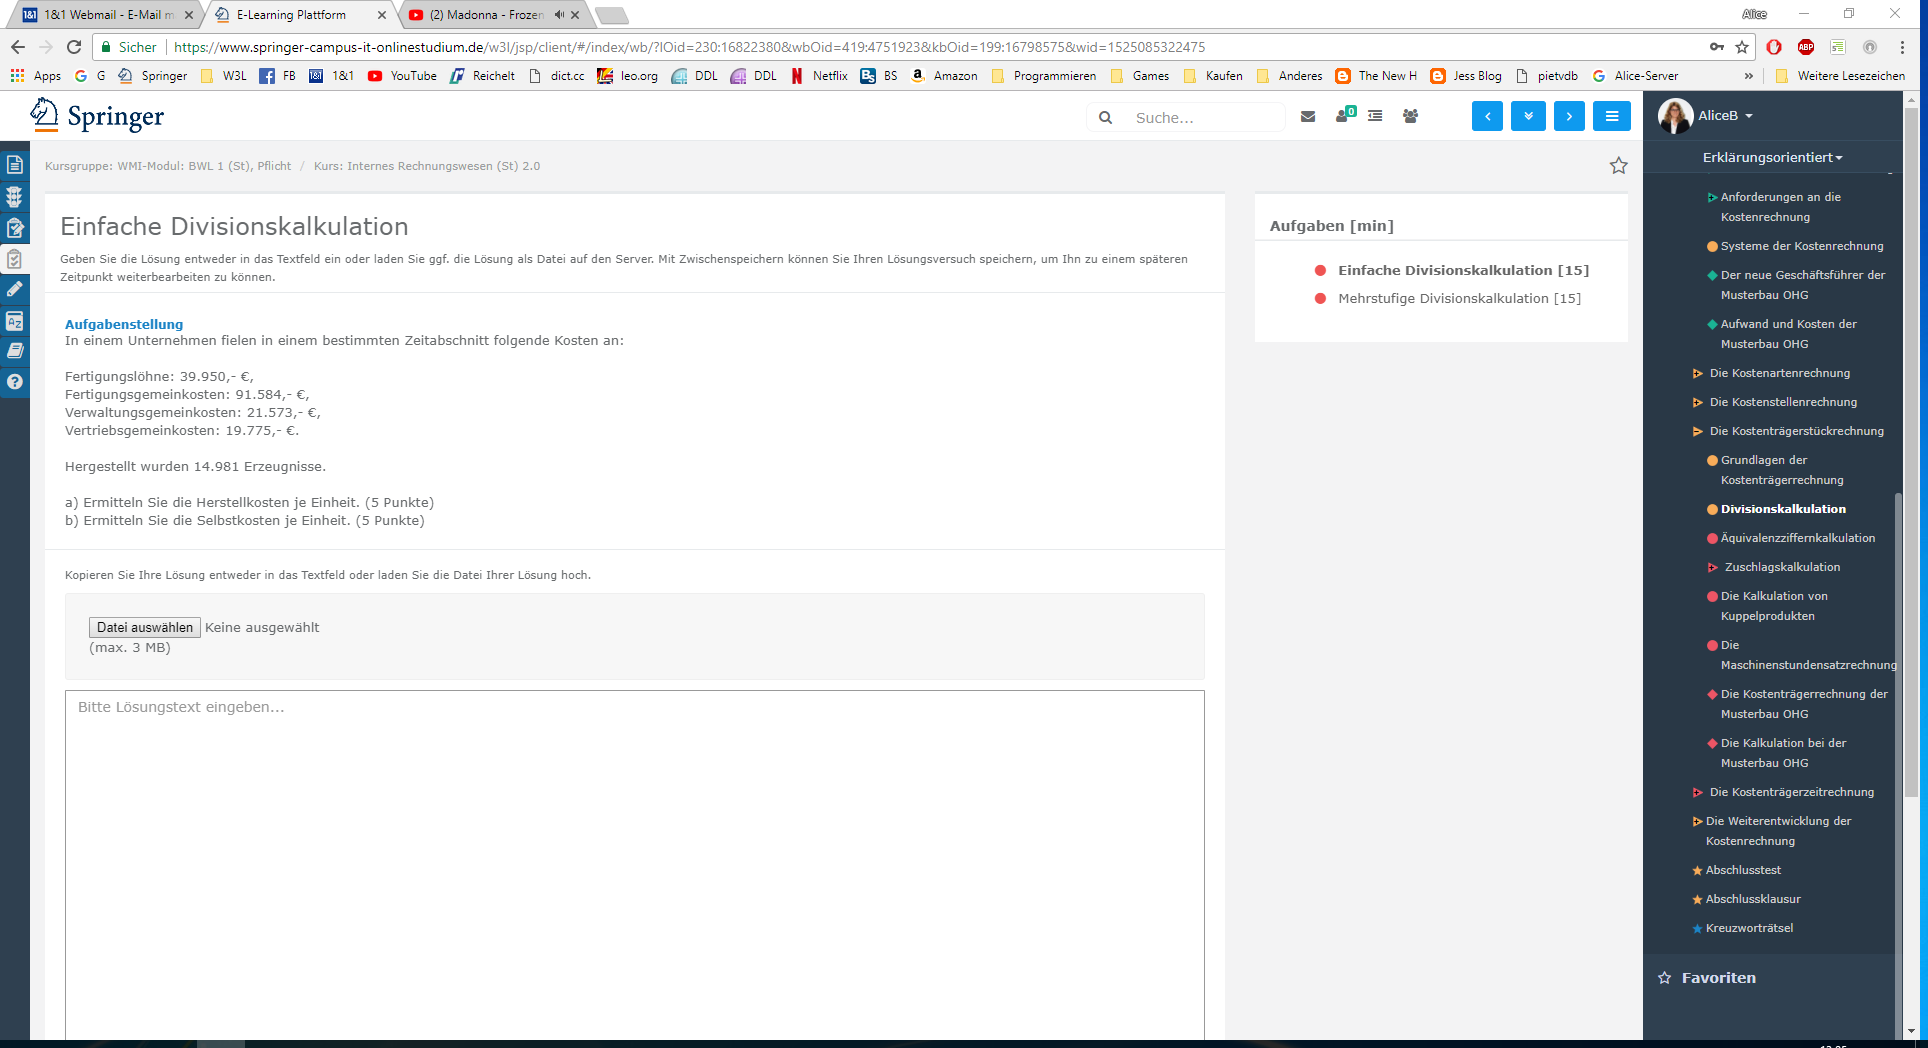 1&1 Webmail - E-Mail m
E-Learning Plattform
(2) Madonna - Frozen
Alice
Sicher
https://www.springer-campus-it-onlinestudium.de/w3l/jsp/client/#/index/wb/?lOid=230:16822380&wbOid=419:4751923&kbOid=199:16798575&wid=1525085322475
Apps G Springer W3L FB 1&1 YouTube Reichelt dict.cc leo.org DDL DDL Netflix BS Amazon Programmieren Games Kaufen Anderes The New H Jess Blog pietvdb Alice-Server » Weitere Lesezeichen
Springer
Suche...
0
AliceB
Kursgruppe: WMI-Modul: BWL 1 (St), Pflicht / Kurs: Internes Rechnungswesen (St) 2.0
Einfache Divisionskalkulation
Geben Sie die Lösung entweder in das Textfeld ein oder laden Sie ggf. die Lösung als Datei auf den Server. Mit Zwischenspeichern können Sie Ihren Lösungsversuch speichern, um Ihn zu einem späteren
Zeitpunkt weiterbearbeiten zu können.
Aufgabenstellung
In einem Unternehmen fielen in einem bestimmten Zeitabschnitt folgende Kosten an:
Fertigungslöhne: 39.950,- €,
Fertigungsgemeinkosten: 91.584,- €,
Verwaltungsgemeinkosten: 21.573,- €,
Vertriebsgemeinkosten: 19.775,- €.
Hergestellt wurden 14.981 Erzeugnisse.
a) Ermitteln Sie die Herstellkosten je Einheit. (5 Punkte)
b) Ermitteln Sie die Selbstkosten je Einheit. (5 Punkte)
Kopieren Sie Ihre Lösung entweder in das Textfeld oder laden Sie die Datei Ihrer Lösung hoch.
Datei auswählen Keine ausgewählt
(max. 3 MB)
Bitte Lösungstext eingeben...
Aufgaben [min]
Einfache Divisionskalkulation [15]
Mehrstufige Divisionskalkulation [15]
Erklärungsorientiert
Anforderungen an die
Kostenrechnung
Systeme der Kostenrechnung
Der neue Geschäftsführer der
Musterbau OHG
Aufwand und Kosten der
Musterbau OHG
Die Kostenartenrechnung
Die Kostenstellenrechnung
Die Kostenträgerstückrechnung
Grundlagen der
Kostenträgerrechnung
Divisionskalkulation
Äquivalenzziffernkalkulation
Zuschlagskalkulation
Die Kalkulation von
Kuppelprodukten
Die
Maschinenstundensatzrechnung
Die Kostenträgerrechnung der
Musterbau OHG
Die Kalkulation bei der
Musterbau OHG
Die Kostenträgerzeitrechnung
Die Weiterentwicklung der
Kostenrechnung
Abschlusstest
Abschlussklausur
Kreuzworträtsel
Favoriten